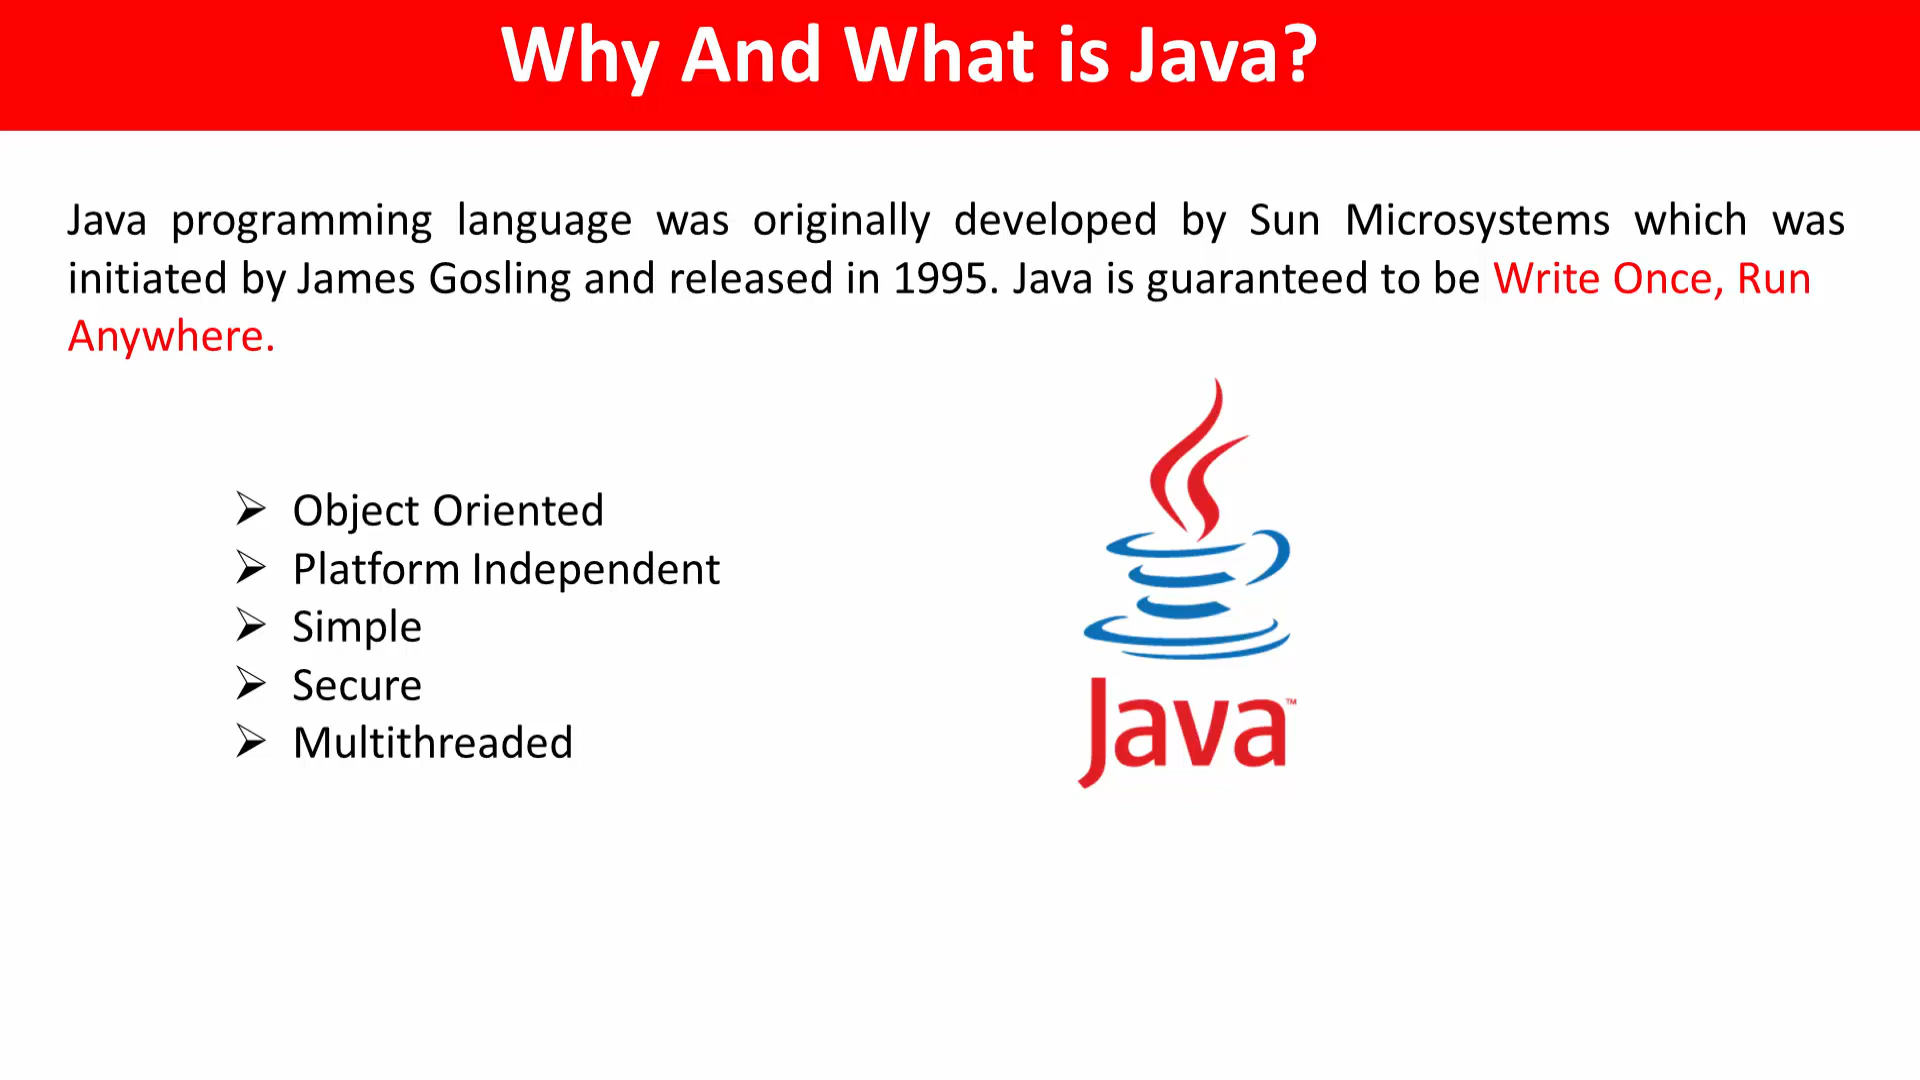 Why And What is Java?
Java programming language was originally developed by Sun Microsystems which was
initiated by James Gosling and released in 1995. Java is guaranteed to be Write Once, Run
Anywhere.
➢ Object Oriented
➢ Platform Independent
➢ Simple
➢ Secure
➢ Multithreaded
Java™